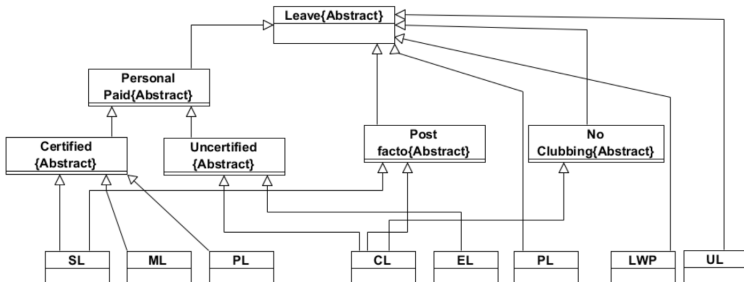 Leave{Abstract}
Personal
Paid{Abstract}
Certified
{Abstract}
Uncertified
{Abstract}
Post
facto{Abstract}
No
Clubbing{Abstract}
SL
ML
PL
CL
EL
PL
LWP
UL